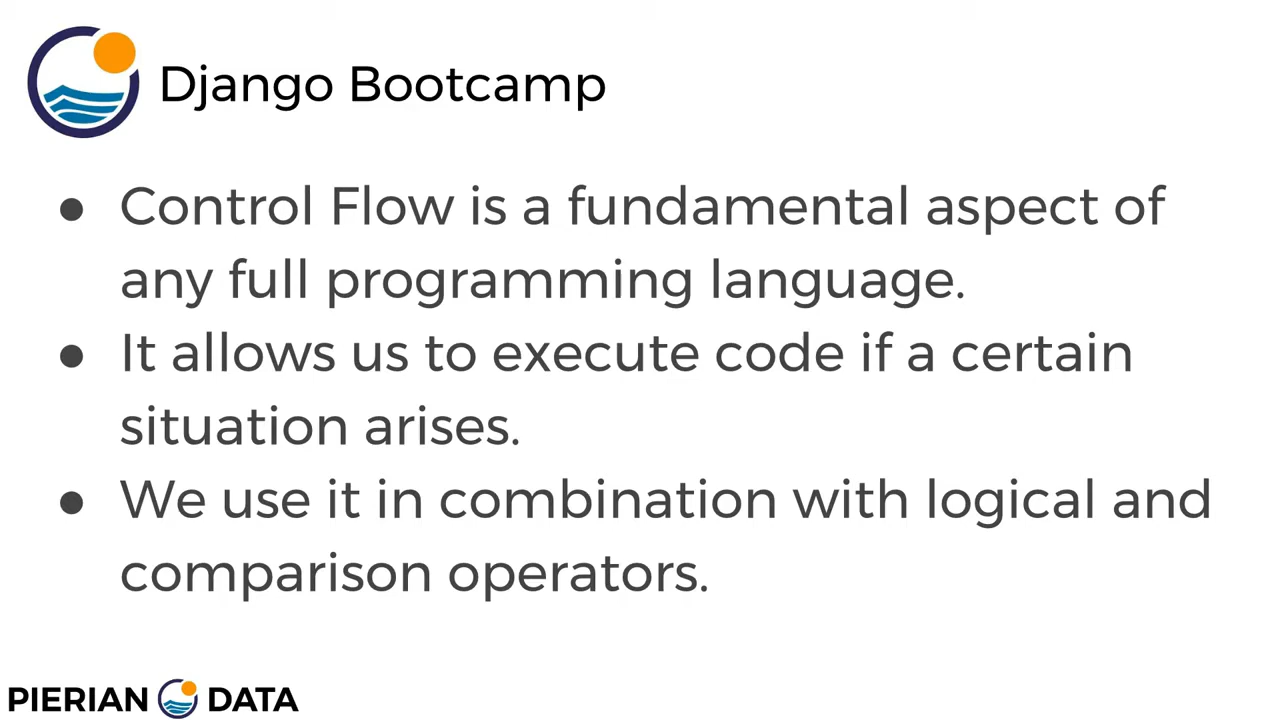 Django Bootcamp
● Control Flow is a fundamental aspect of
any full programming language.
● It allows us to execute code if a certain
situation arises.
● We use it in combination with logical and
comparison operators.
PIERIAN DATA